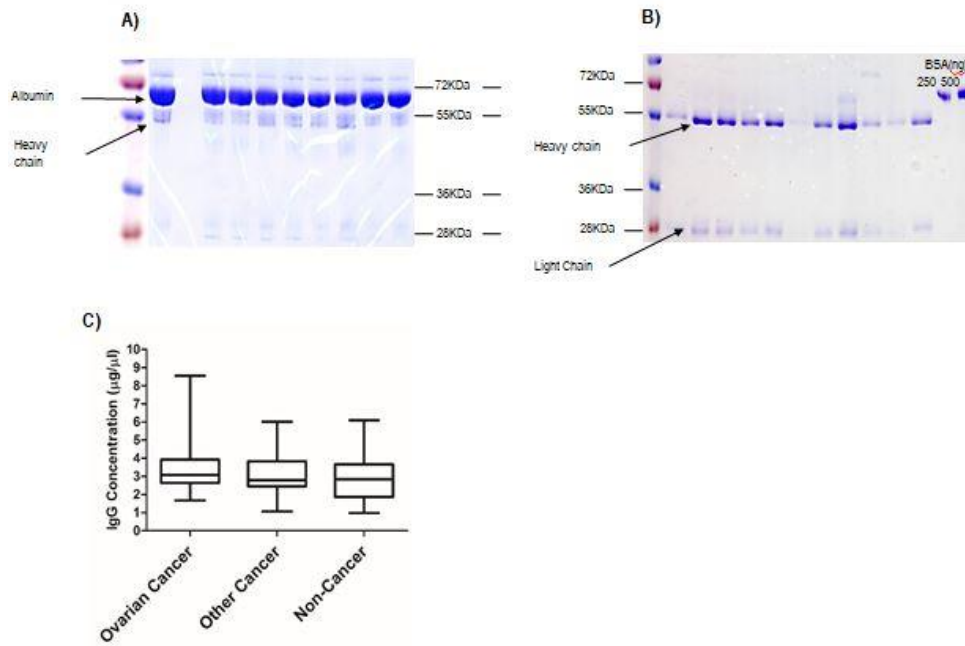 A)
Albumin
Heavy
chain
72KDa
55KDa
36KDa
28KDa
B)
BSA/ng
250 500
72KDa
55KDa
Heavy chain
36KDa
28KDa
Light Chain
C)
IgG Concentration (µg/µl)
10
9
8
7
6
5
4
3
2
1
0
Ovarian Cancer
Other Cancer
Non-Cancer